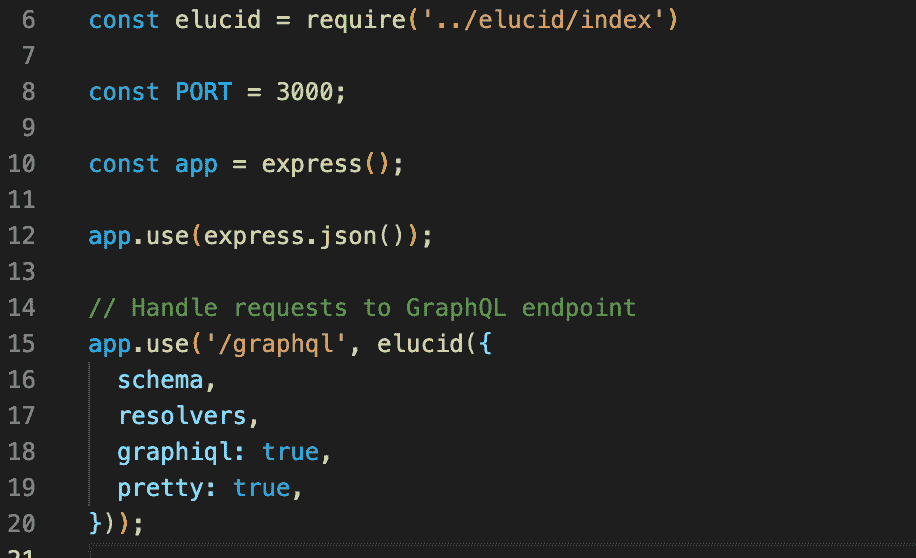 6 const elucid = require('../elucid/index')
7
8 const PORT = 3000;
9
10 const app = express();
11
12 app.use(express.json());
13
14 // Handle requests to GraphQL endpoint
15 app.use('/graphql', elucid({
16 schema,
17 resolvers,
18 graphiql: true,
19 pretty: true,
20 }));
21